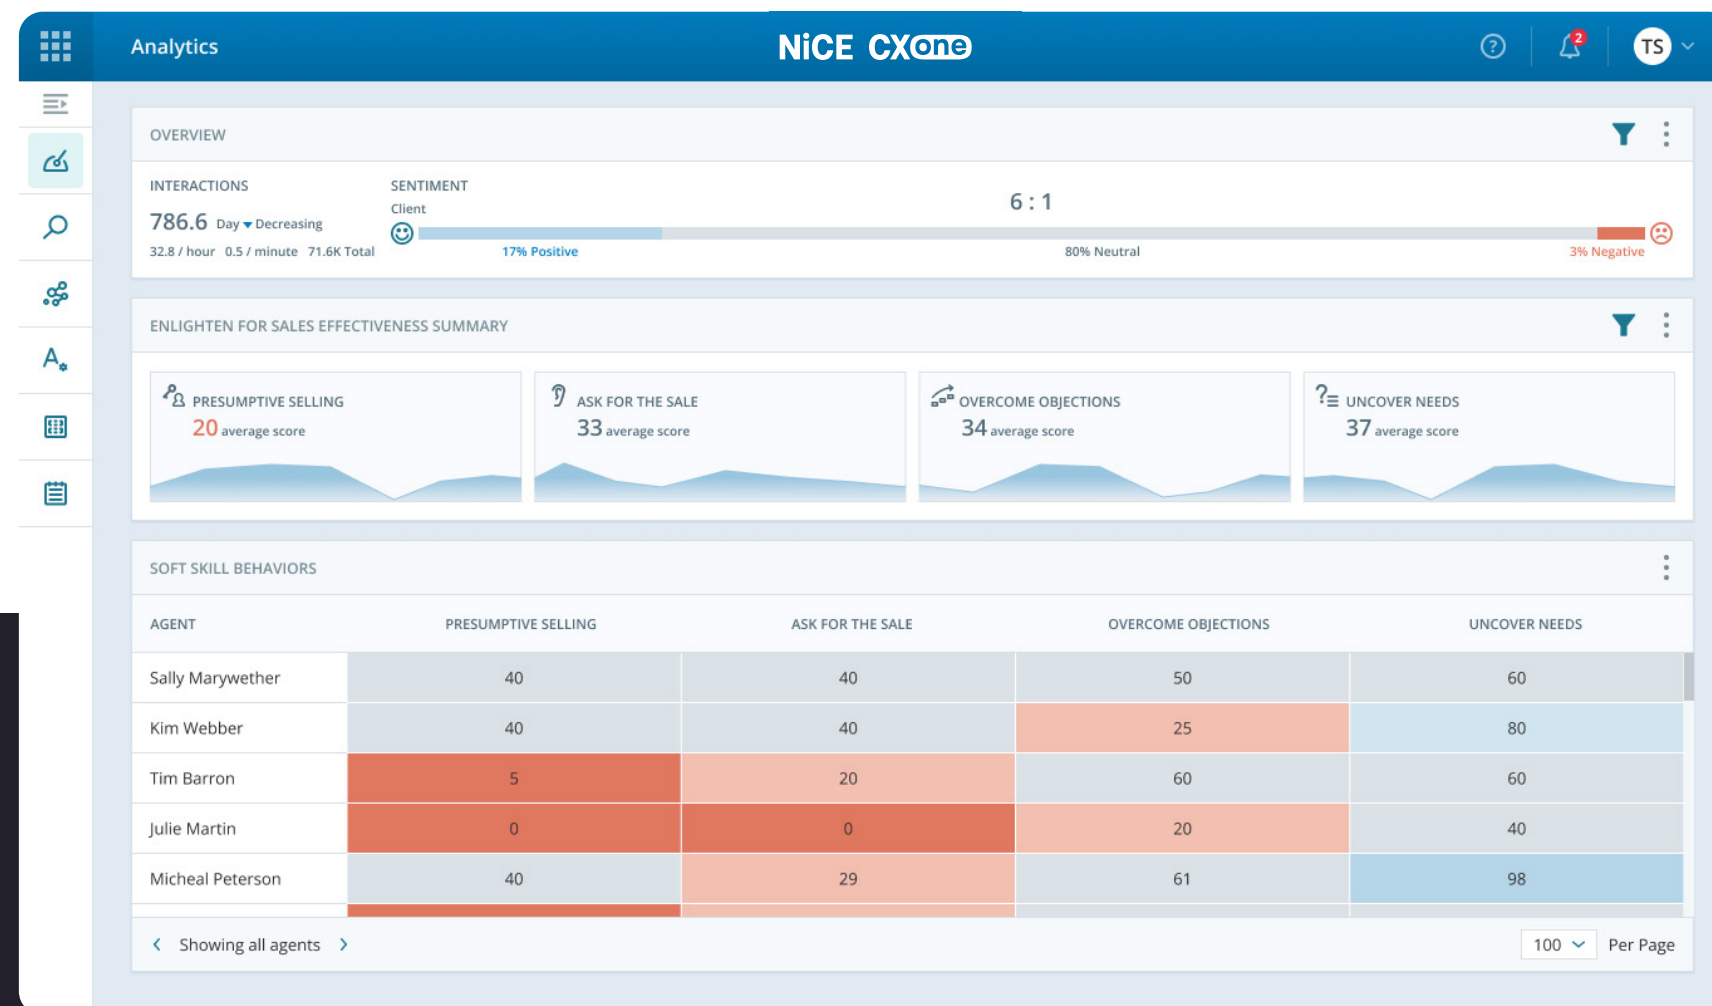 Analytics
NiCE CXone
?
2
TS
OVERVIEW
INTERACTIONS
786.6 Day Decreasing
32.8 / hour 0.5 / minute 71.6K Total
SENTIMENT
Client
6 : 1
17% Positive
80% Neutral
3% Negative
ENLIGHTEN FOR SALES EFFECTIVENESS SUMMARY
PRESUMPTIVE SELLING
20 average score
ASK FOR THE SALE
33 average score
OVERCOME OBJECTIONS
34 average score
UNCOVER NEEDS
37 average score
SOFT SKILL BEHAVIORS
AGENT PRESUMPTIVE SELLING ASK FOR THE SALE OVERCOME OBJECTIONS UNCOVER NEEDS
Sally Marywether 40 40 50 60
Kim Webber 40 40 25 80
Tim Barron 5 20 60 60
Julie Martin 0 0 20 40
Micheal Peterson 40 29 61 98
Showing all agents
100 Per Page